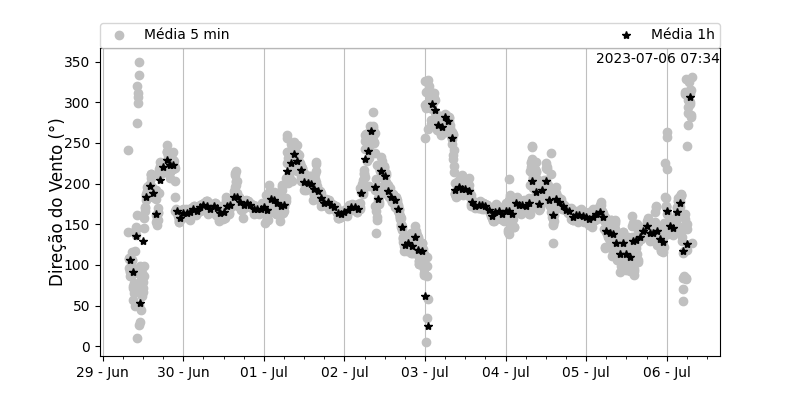 Média 5 min
Média 1h
2023-07-06 07:34
Direção do Vento (°)
350
300
250
200
150
100
50
0
29 - Jun
30 - Jun
01 - Jul
02 - Jul
03 - Jul
04 - Jul
05 - Jul
06 - Jul